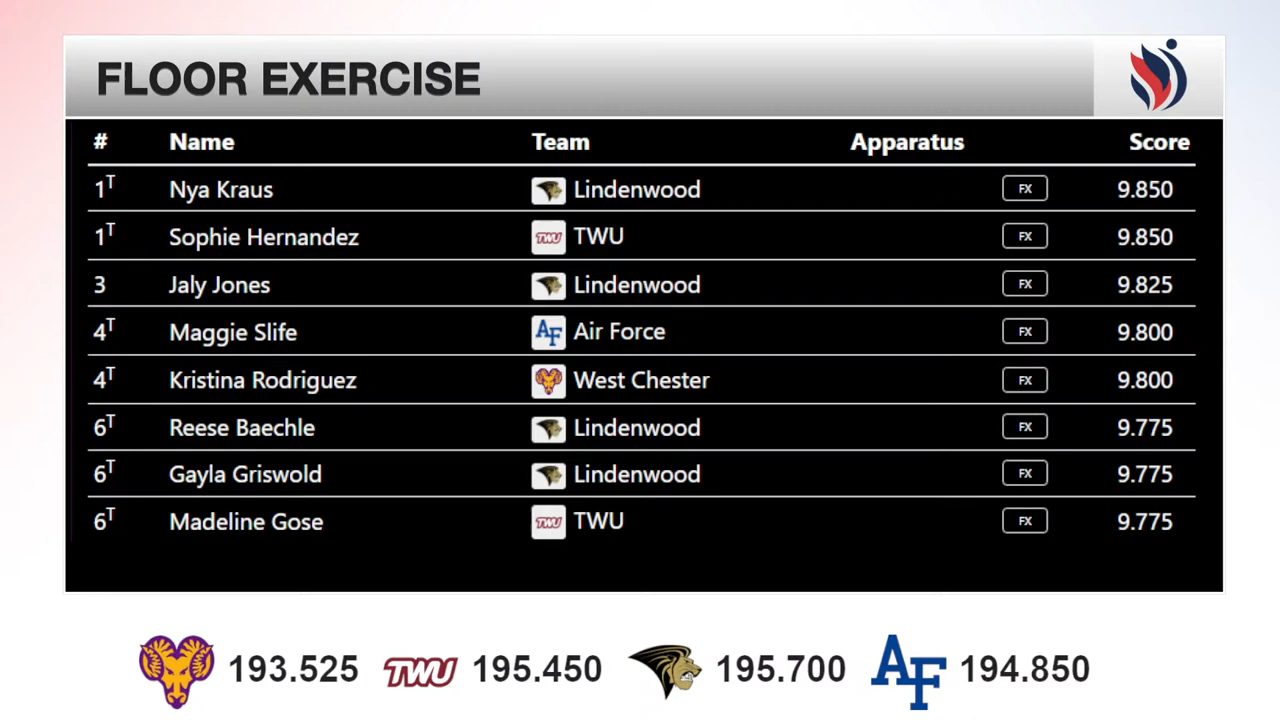 FLOOR EXERCISE
# Name Team Apparatus Score
1T Nya Kraus Lindenwood FX 9.850
1T Sophie Hernandez TWU TWU FX 9.850
3 Jaly Jones Lindenwood FX 9.825
4T Maggie Slife AF Air Force FX 9.800
4T Kristina Rodriguez West Chester FX 9.800
6T Reese Baechle Lindenwood FX 9.775
6T Gayla Griswold Lindenwood FX 9.775
6T Madeline Gose TWU TWU FX 9.775
193.525 TWU 195.450 195.700 AF 194.850